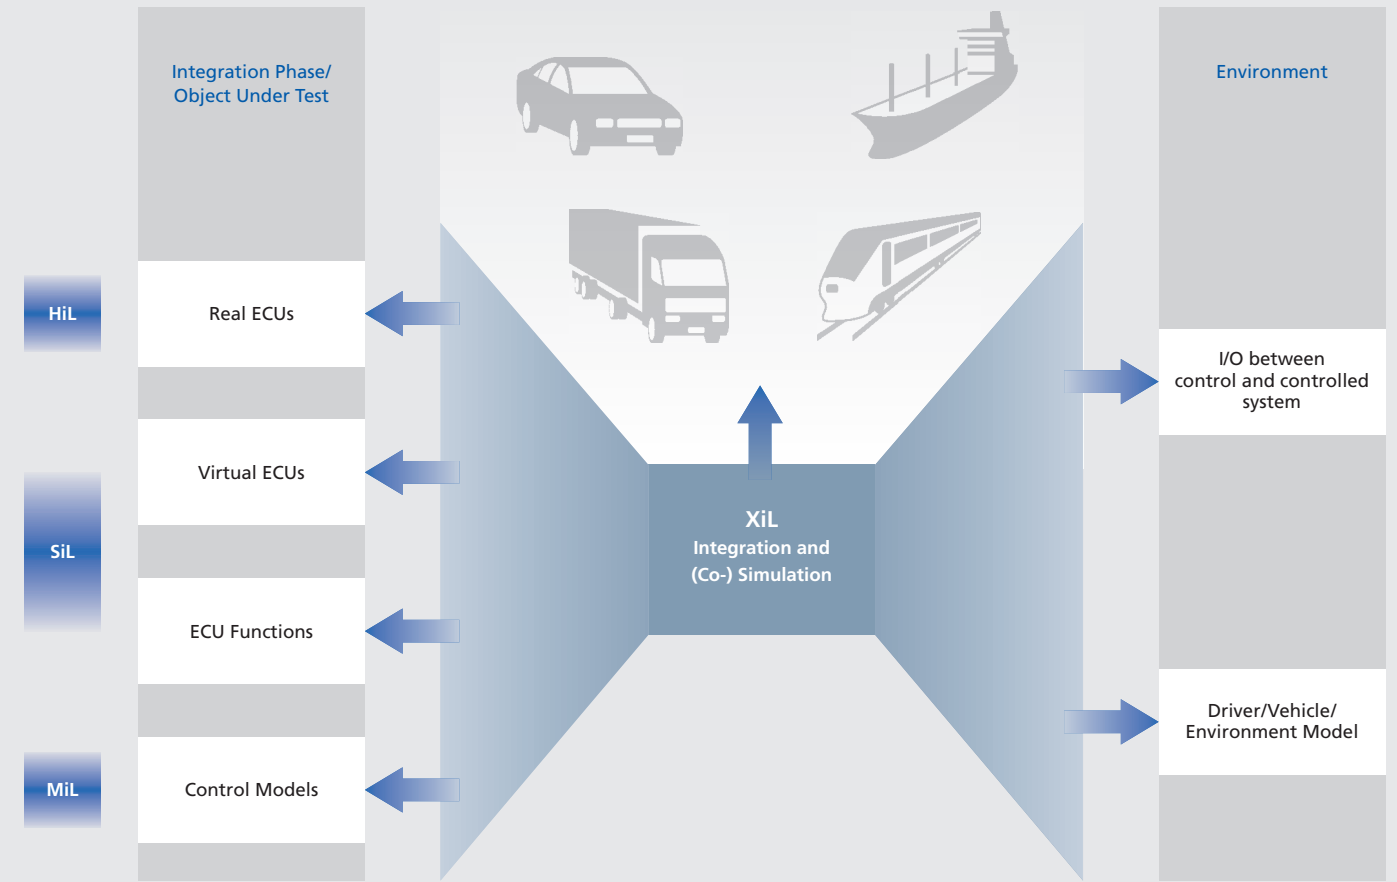 Integration Phase/
Object Under Test
Environment
HiL
Real ECUs
I/O between
control and controlled
system
Virtual ECUs
XiL
Integration and
(Co-) Simulation
SiL
ECU Functions
Driver/Vehicle/
Environment Model
MiL
Control Models